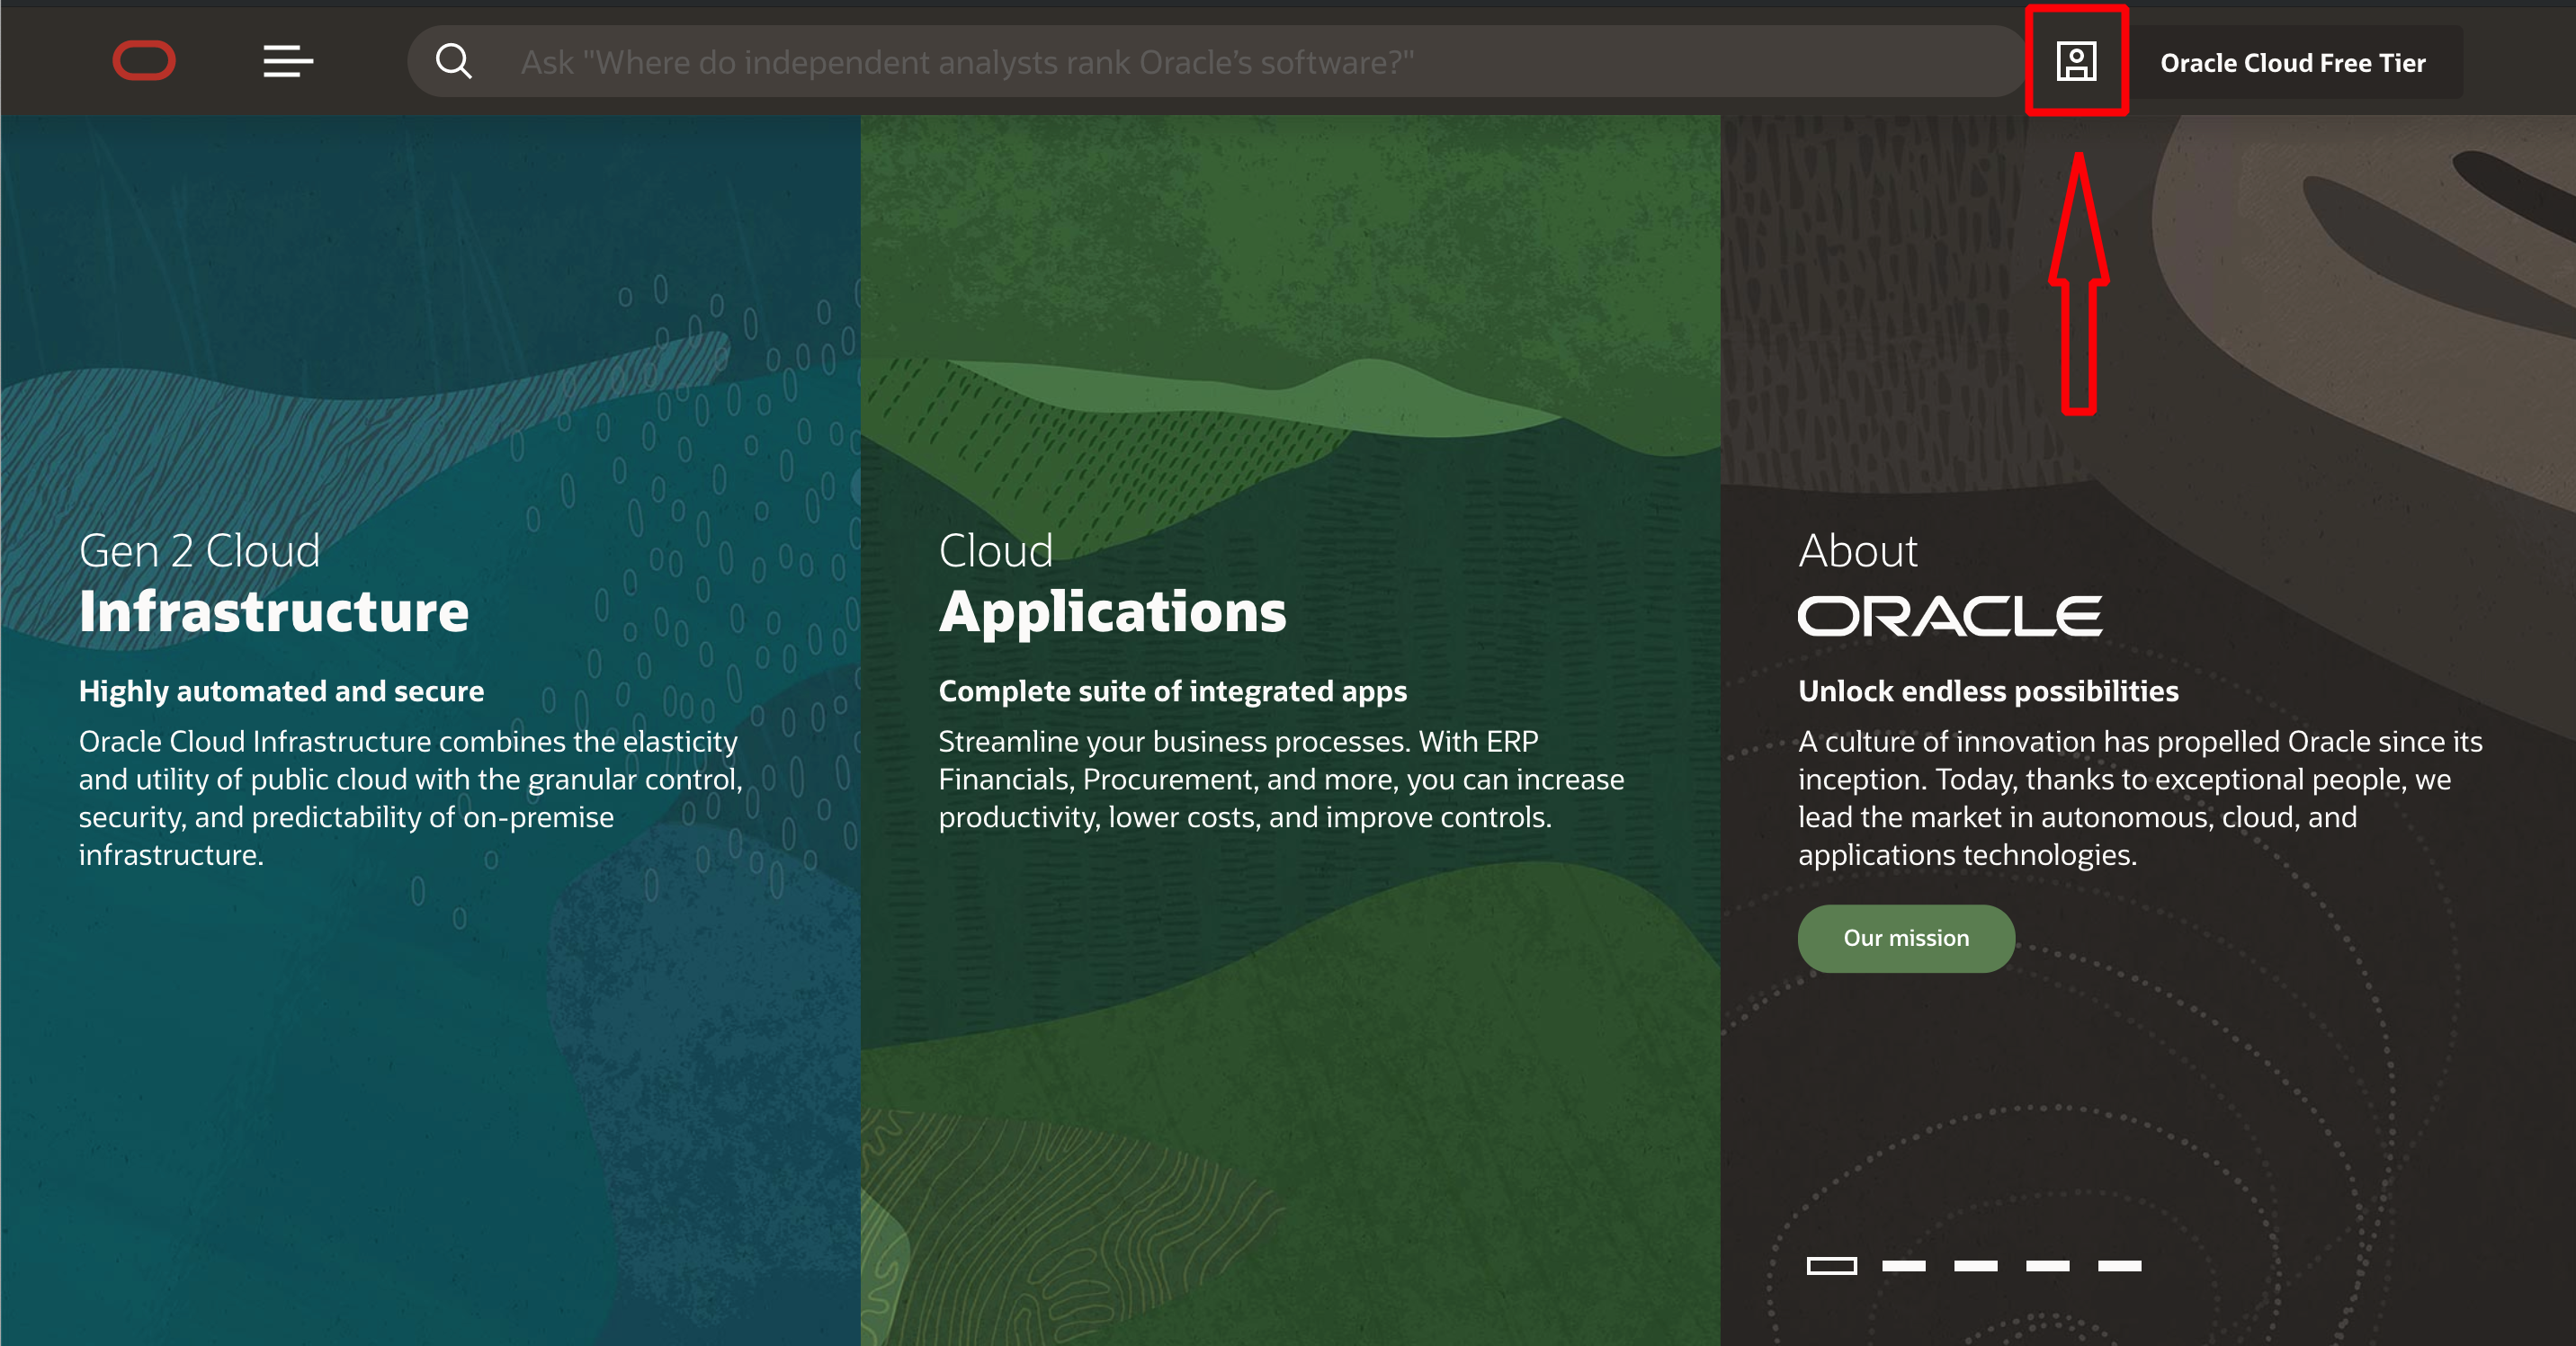 Ask "Where do independent analysts rank Oracle's software?"
Oracle Cloud Free Tier
Gen 2 Cloud
Infrastructure
Highly automated and secure
Oracle Cloud Infrastructure combines the elasticity
and utility of public cloud with the granular control,
security, and predictability of on-premise
infrastructure.
Cloud
Applications
Complete suite of integrated apps
Streamline your business processes. With ERP
Financials, Procurement, and more, you can increase
productivity, lower costs, and improve controls.
About
ORACLE
Unlock endless possibilities
A culture of innovation has propelled Oracle since its
inception. Today, thanks to exceptional people, we
lead the market in autonomous, cloud, and
applications technologies.
Our mission